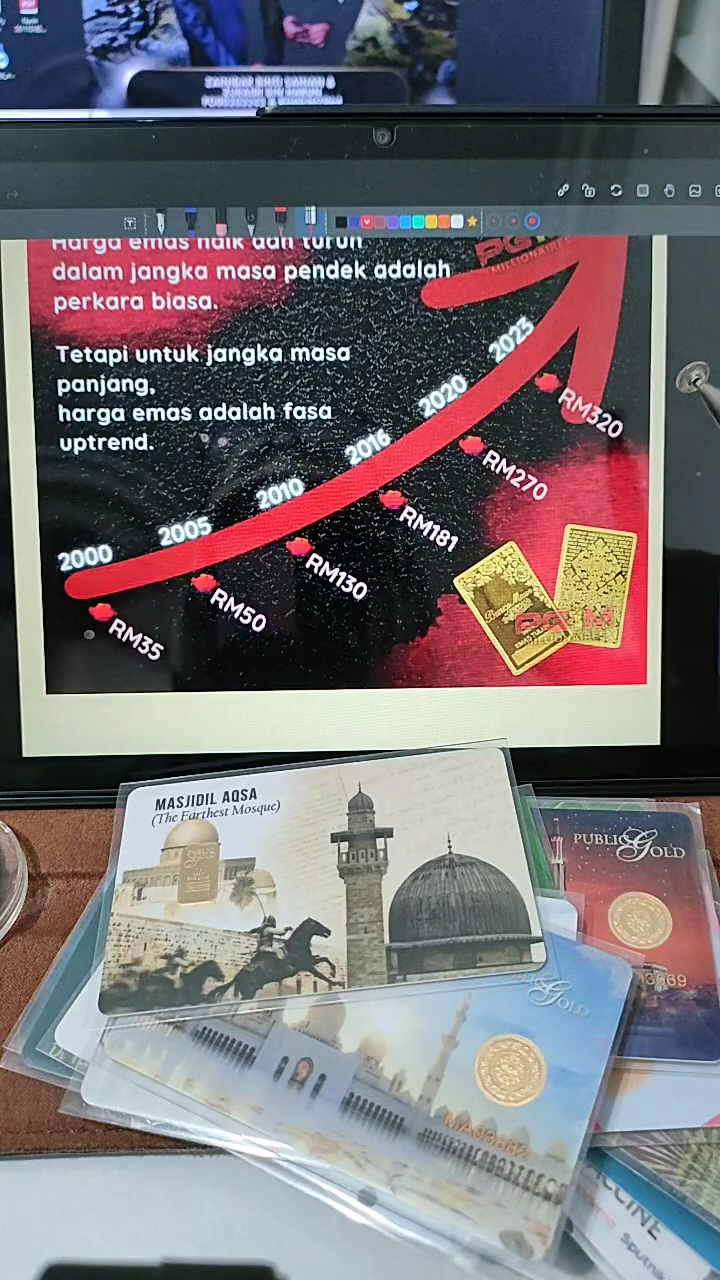 Harga emas naik dan turun
dalam jangka masa pendek adalah
perkara biasa.
Tetapi untuk jangka masa
panjang,
harga emas adalah fasa
uptrend.
MILLIONAIRE
2000
2005
2010
2016
2020
2023
RM35
RM50
RM130
RM181
RM270
RM320
MASJIDIL AQSA
(The Farthest Mosque)
PUBLIC GOLD
GOLD